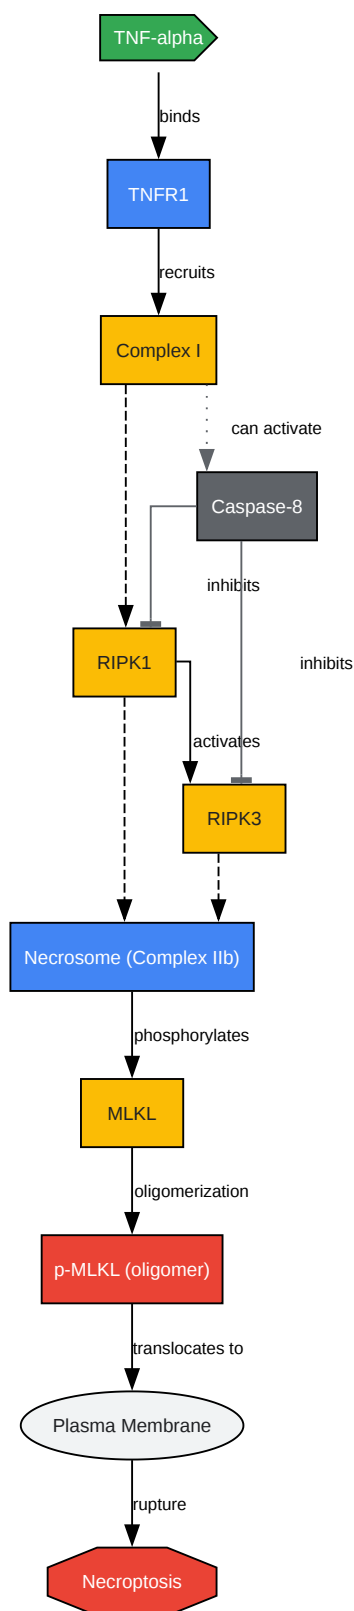 TNF-alpha
binds
TNFR1
recruits
Complex I
can activate
Caspase-8
inhibits
RIPK1
inhibits
activates
RIPK3
Necrosome (Complex IIb)
phosphorylates
MLKL
oligomerization
p-MLKL (oligomer)
translocates to
Plasma Membrane
rupture
Necroptosis